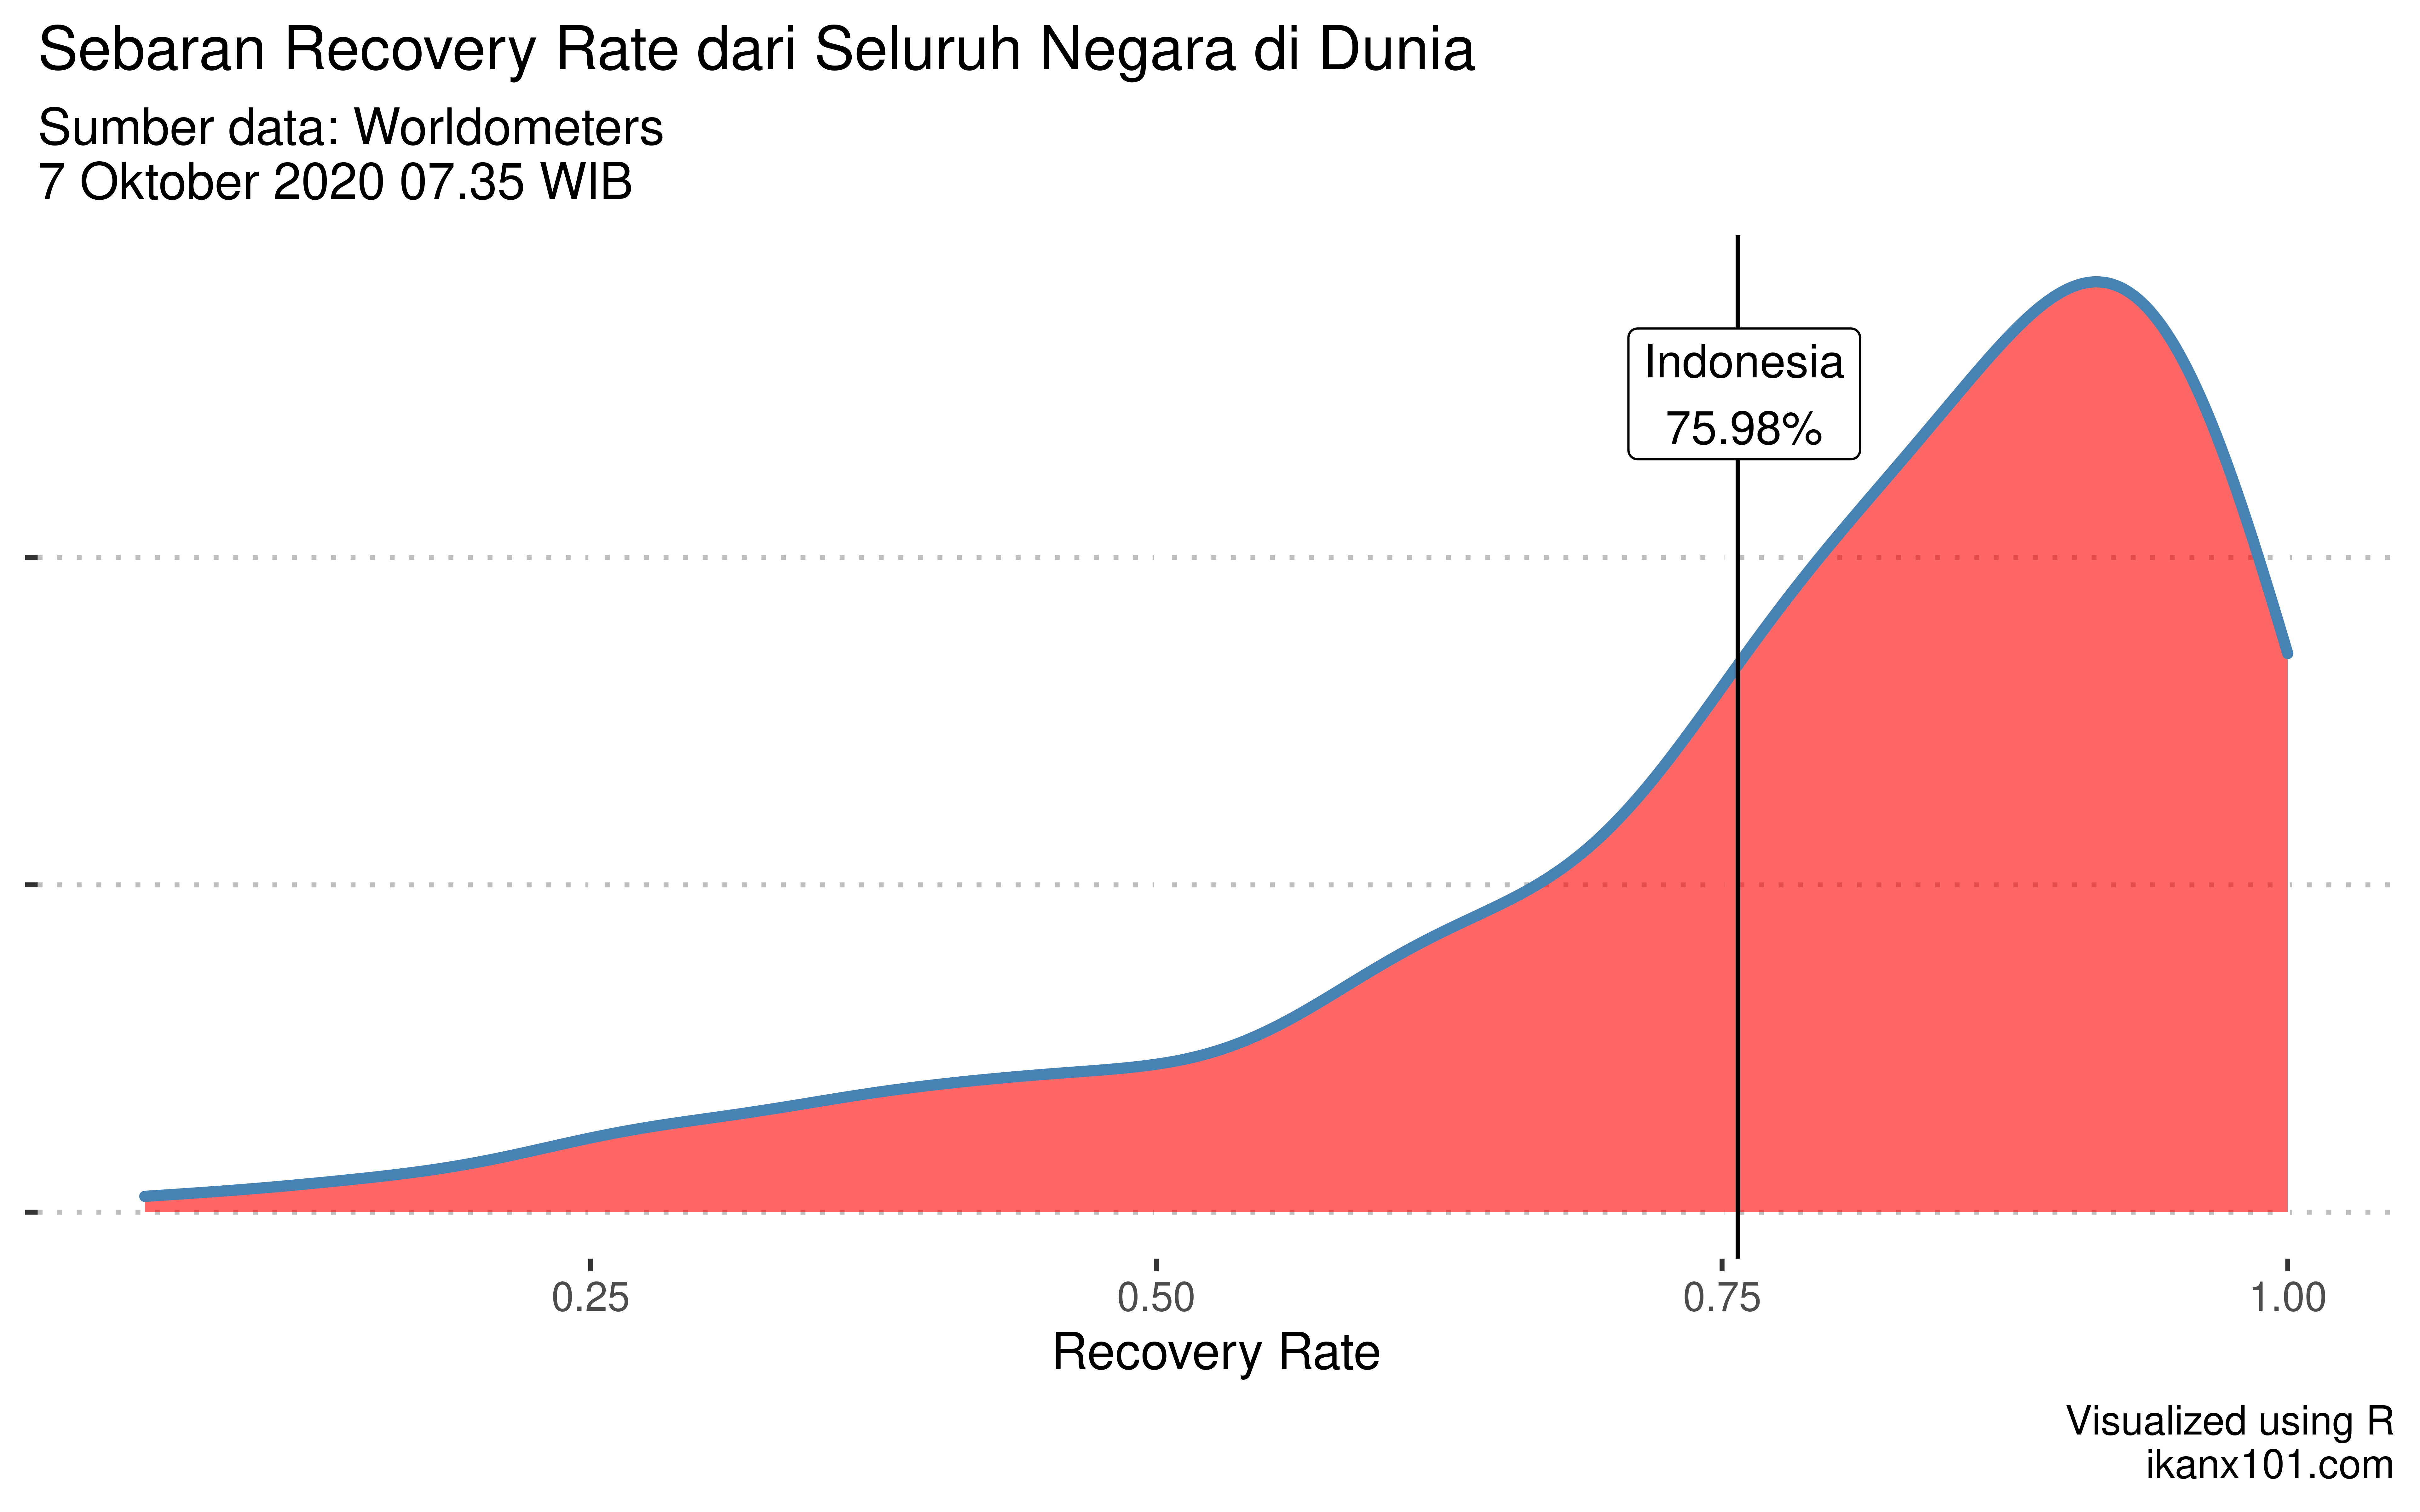 Sebaran Recovery Rate dari Seluruh Negara di Dunia
Sumber data: Worldometers
7 Oktober 2020 07.35 WIB
Indonesia
75.98%
0.25 0.50 0.75 1.00
Recovery Rate
Visualized using R
ikanx101.com